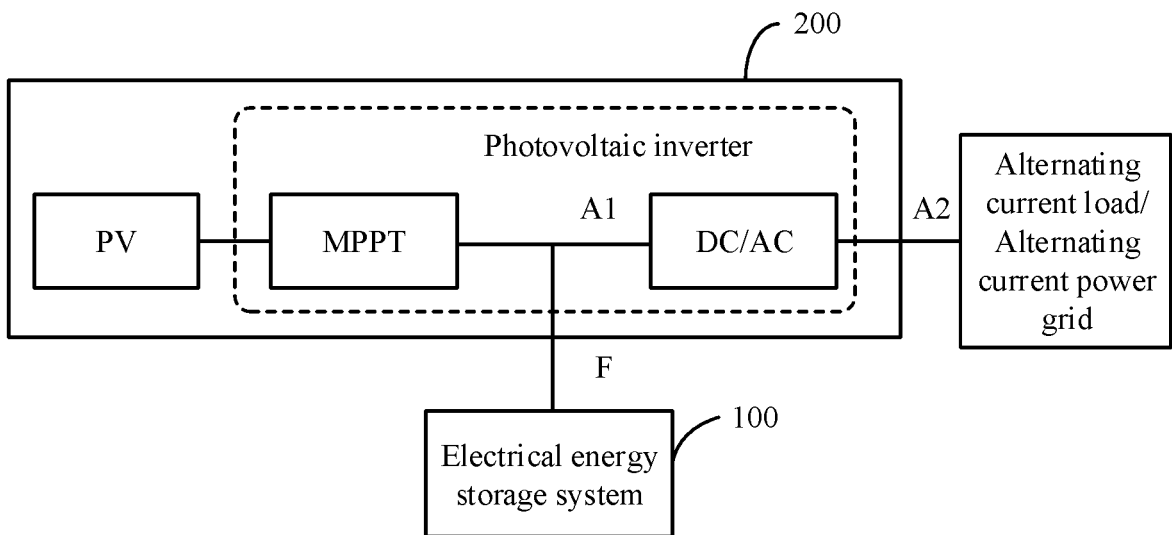 200
Photovoltaic inverter
PV
MPPT
A1
DC/AC
A2
Alternating
current load/
Alternating
current power
grid
F
100
Electrical energy
storage system